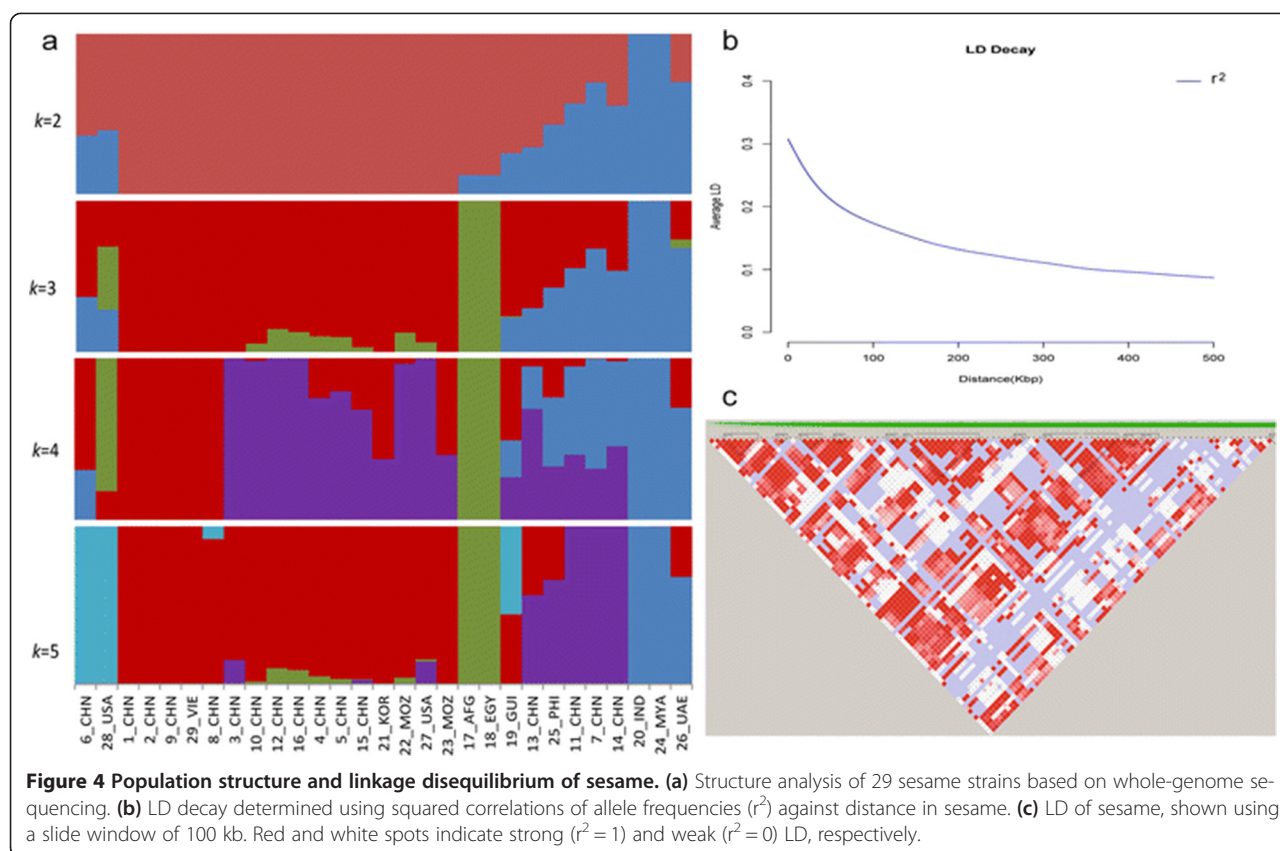 a
k=2
k=3
k=4
k=5
6_CHN
28_USA
1_CHN
2_CHN
9_CHN
29_VIE
8_CHN
3_CHN
10_CHN
12_CHN
16_CHN
4_CHN
5_CHN
15_CHN
21_KOR
22_MOZ
27_USA
23_MOZ
17_AFG
18_EGY
19_GUI
13_CHN
25_PHI
11_CHN
7_CHN
14_CHN
20_IND
24_MYA
26_UAE
b
LD Decay
r²
Average LD
0.4
0.3
0.2
0.1
0.0
0 100 200 300 400 500
Distance(Kbp)
c
Figure 4 Population structure and linkage disequilibrium of sesame. (a) Structure analysis of 29 sesame strains based on whole-genome se-
quencing. (b) LD decay determined using squared correlations of allele frequencies (r²) against distance in sesame. (c) LD of sesame, shown using
a slide window of 100 kb. Red and white spots indicate strong (r² = 1) and weak (r² = 0) LD, respectively.